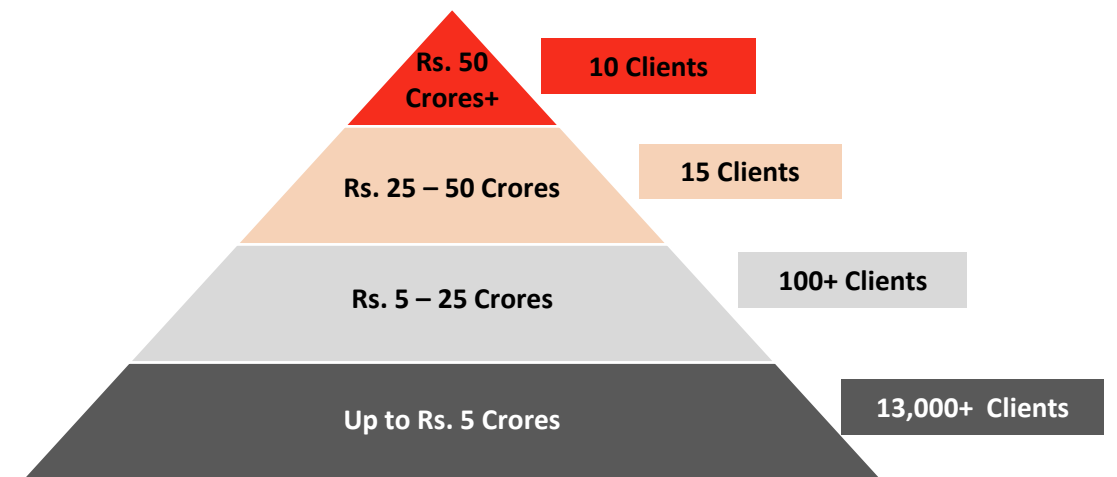 Rs. 50
Crores+
10 Clients
Rs. 25 – 50 Crores
15 Clients
Rs. 5 – 25 Crores
100+ Clients
Up to Rs. 5 Crores
13,000+  Clients